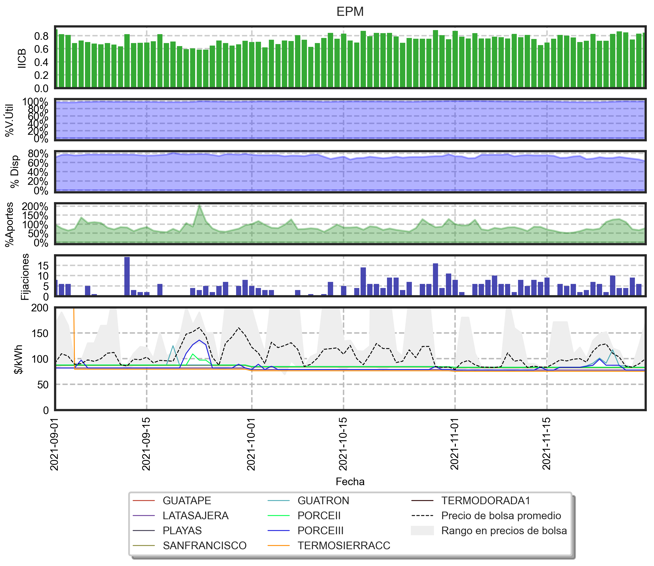 EPM
IICB
0.8
0.6
0.4
0.2
0.0
%V.Útil
100%
80%
60%
40%
20%
0%
% Disp
80%
60%
40%
20%
0%
%Aportes
200%
150%
100%
50%
0%
Fijaciones
15
10
5
0
$/kWh
200
150
100
50
0
2021-09-01
2021-09-15
2021-10-01
2021-10-15
2021-11-01
2021-11-15
Fecha
GUATAPE
GUATRON
TERMODORADA1
LATASAJERA
PORCEII
Precio de bolsa promedio
PLAYAS
PORCEIII
Rango en precios de bolsa
SANFRANCISCO
TERMOSIERRACC